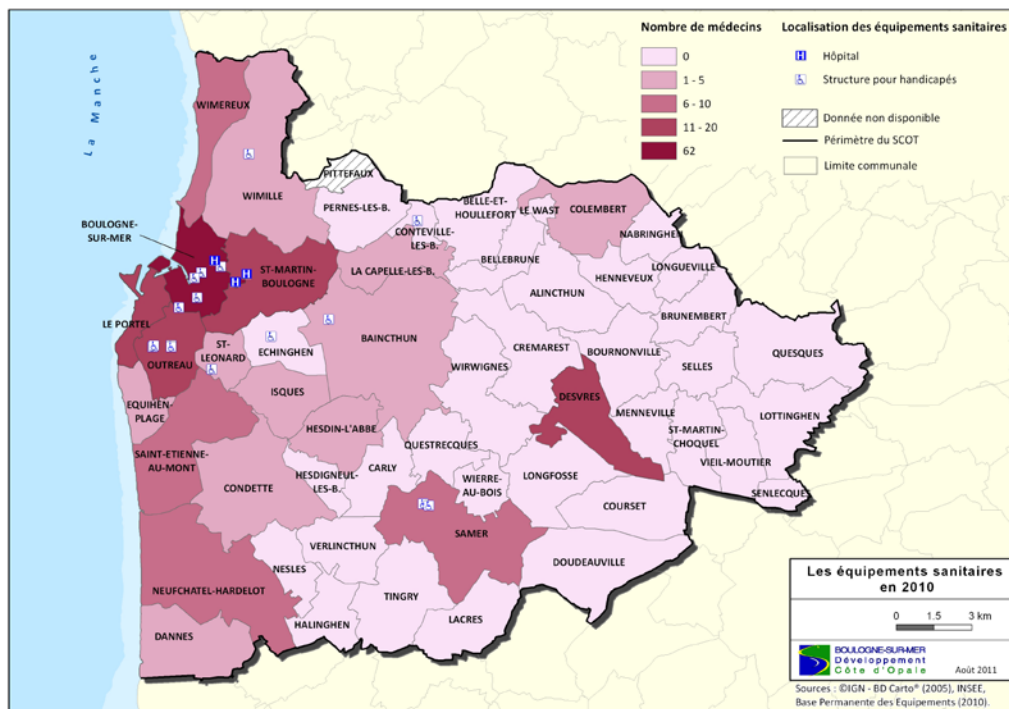 Nombre de médecins
0
1 - 5
6 - 10
11 - 20
62
Localisation des équipements sanitaires
H
Hôpital
Structure pour handicapés
Donnée non disponible
Périmètre du SCOT
Limite communale
La Manche
WIMEREUX
WIMILLE
PITTEFAUX
PERNES-LES-B.
CONTEVILLE-
LES-B.
BELLE-ET-
HOULLEFORT
LE WAST
COLEMBERT
NABRINGHEN
BOULOGNE-
SUR-MER
H
H
H
ST-MARTIN-
BOULOGNE
LA CAPELLE-LES-B.
BELLEBRUNE
HENNEVEUX
LONGUEVILLE
ALINCTHUN
BRUNEMBERT
LE PORTEL
OUTREAU
ST-
LEONARD
ECHINGHEN
BAINCTHUN
WIRWIGNES
CREMAREST
BOURNONVILLE
SELLES
QUESQUES
EQUIHEN-
PLAGE
ISQUES
HESDIN-L'ABBE
DESVRES
MENNEVILLE
ST-MARTIN-
CHOQUEL
LOTTINGHEN
SAINT-ETIENNE-
AU-MONT
CONDETTE
HESDIGNEUL-
LES-B.
CARLY
QUESTRECQUES
WIERRE-
AU-BOIS
LONGFOSSE
VIEIL-MOUTIER
SENLECQUES
COURSET
SAMER
VERLINCTHUN
NESLES
DOUDEAUVILLE
NEUFCHATEL-HARDELOT
TINGRY
HALINGHEN
LACRES
DANNES
Les équipements sanitaires
en 2010
0 1.5 3 km
BOULOGNE-SUR-MER
Développement
Côte d'Opale
Août 2011
Sources : ©IGN - BD Carto® (2005), INSEE,
Base Permanente des Equipements (2010).